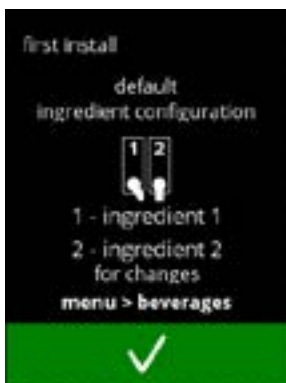 first install
default
ingredient configuration
1 2
1 - ingredient 1
2 - ingredient 2
for changes
menu > beverages